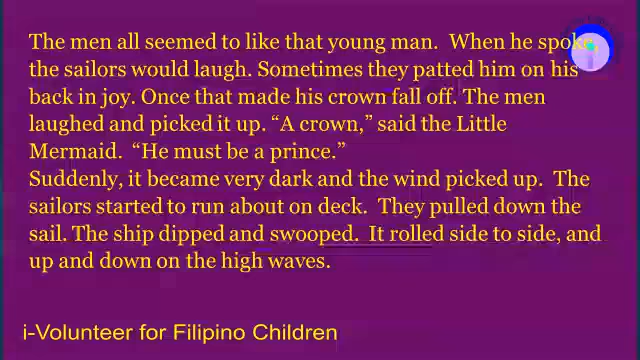 The men all seemed to like that young man.  When he spoke,
the sailors would laugh. Sometimes they patted him on his
back in joy. Once that made his crown fall off. The men
laughed and picked it up. “A crown,” said the Little
Mermaid.  “He must be a prince.”
Suddenly, it became very dark and the wind picked up.  The
sailors started to run about on deck.  They pulled down the
sail. The ship dipped and swooped.  It rolled side to side, and
up and down on the high waves.
i-Volunteer for Filipino Children